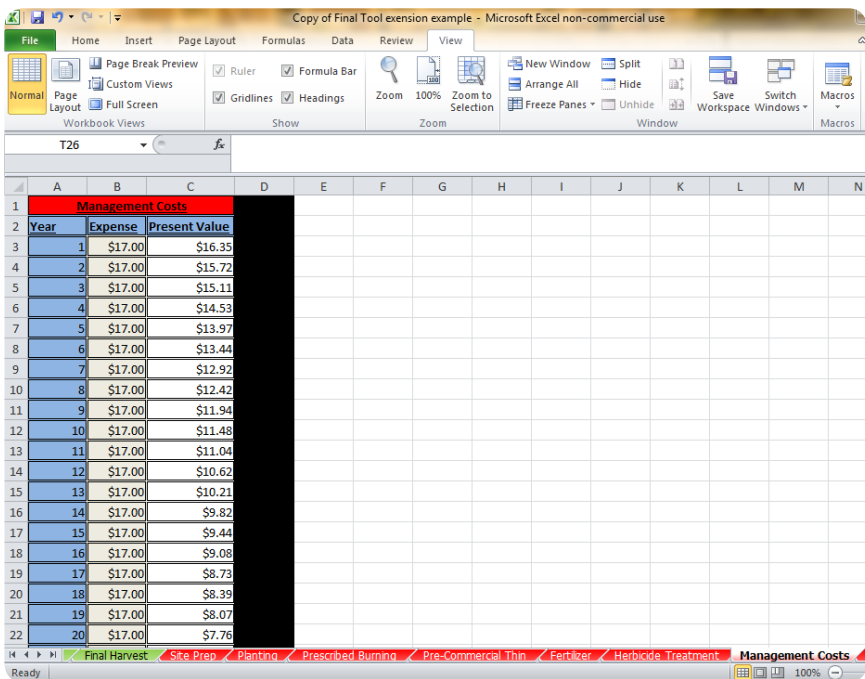 Copy of Final Tool exension example - Microsoft Excel non-commercial use
File Home Insert Page Layout Formulas Data Review View
Normal
Page Layout
Page Break Preview
Custom Views
Full Screen
Workbook Views
Ruler
Formula Bar
Gridlines
Headings
Show
Zoom
100%
Zoom to Selection
Zoom
New Window
Arrange All
Freeze Panes
Split
Hide
Unhide
Save Workspace
Switch Windows
Window
Macros
Macros
T26 fx
A B C D E F G H I J K L M N
1 Management Costs
2 Year Expense Present Value
3 1 $17.00 $16.35
4 2 $17.00 $15.72
5 3 $17.00 $15.11
6 4 $17.00 $14.53
7 5 $17.00 $13.97
8 6 $17.00 $13.44
9 7 $17.00 $12.92
10 8 $17.00 $12.42
11 9 $17.00 $11.94
12 10 $17.00 $11.48
13 11 $17.00 $11.04
14 12 $17.00 $10.62
15 13 $17.00 $10.21
16 14 $17.00 $9.82
17 15 $17.00 $9.44
18 16 $17.00 $9.08
19 17 $17.00 $8.73
20 18 $17.00 $8.39
21 19 $17.00 $8.07
22 20 $17.00 $7.76
Final Harvest Site Prep Planting Prescribed Burning Pre-Commercial Thin Fertilzer Herbicide Treatment Management Costs
Ready 100%